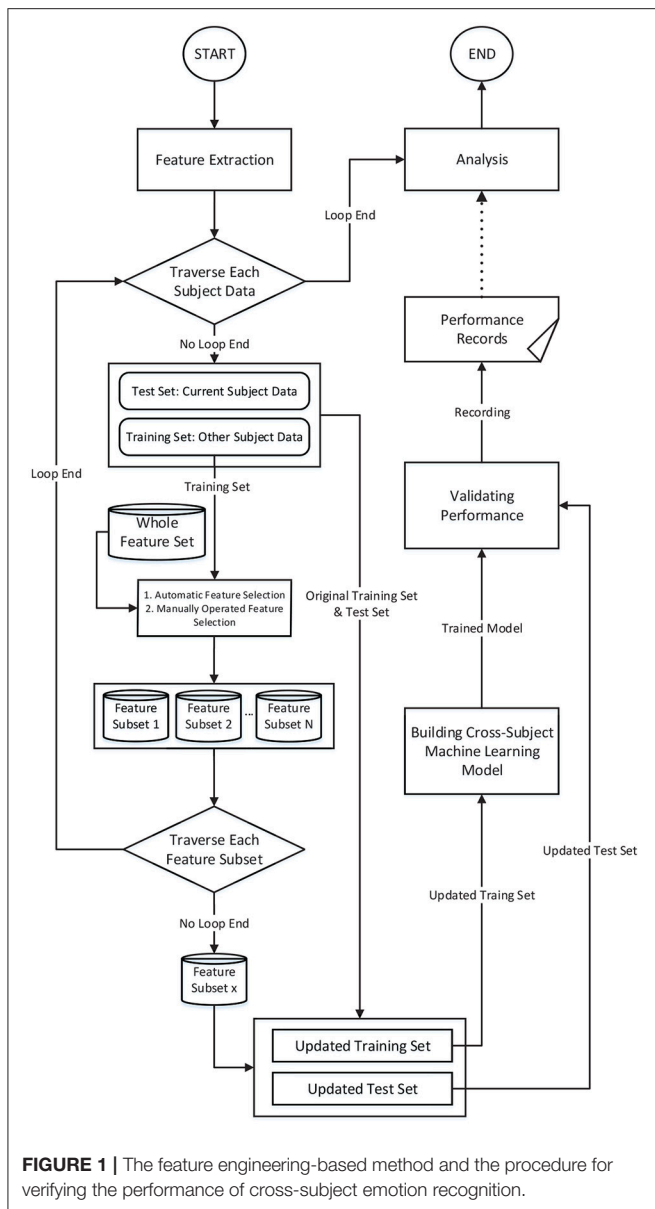 START
END
Feature Extraction
Analysis
Loop End
Traverse Each
Subject Data
No Loop End
Performance
Records
Test Set: Current Subject Data
Training Set: Other Subject Data
Recording
Loop End
Training Set
Whole
Feature Set
Validating
Performance
1. Automatic Feature Selection
2. Manually Operated Feature
Selection
Original Training Set
& Test Set
Trained Model
Feature
Subset 1
Feature
Subset 2
...
Feature
Subset N
Building Cross-Subject
Machine Learning
Model
Traverse Each
Feature Subset
Updated Test Set
Updated Traing Set
No Loop End
Feature
Subset x
Updated Training Set
Updated Test Set
FIGURE 1 | The feature engineering-based method and the procedure for
verifying the performance of cross-subject emotion recognition.